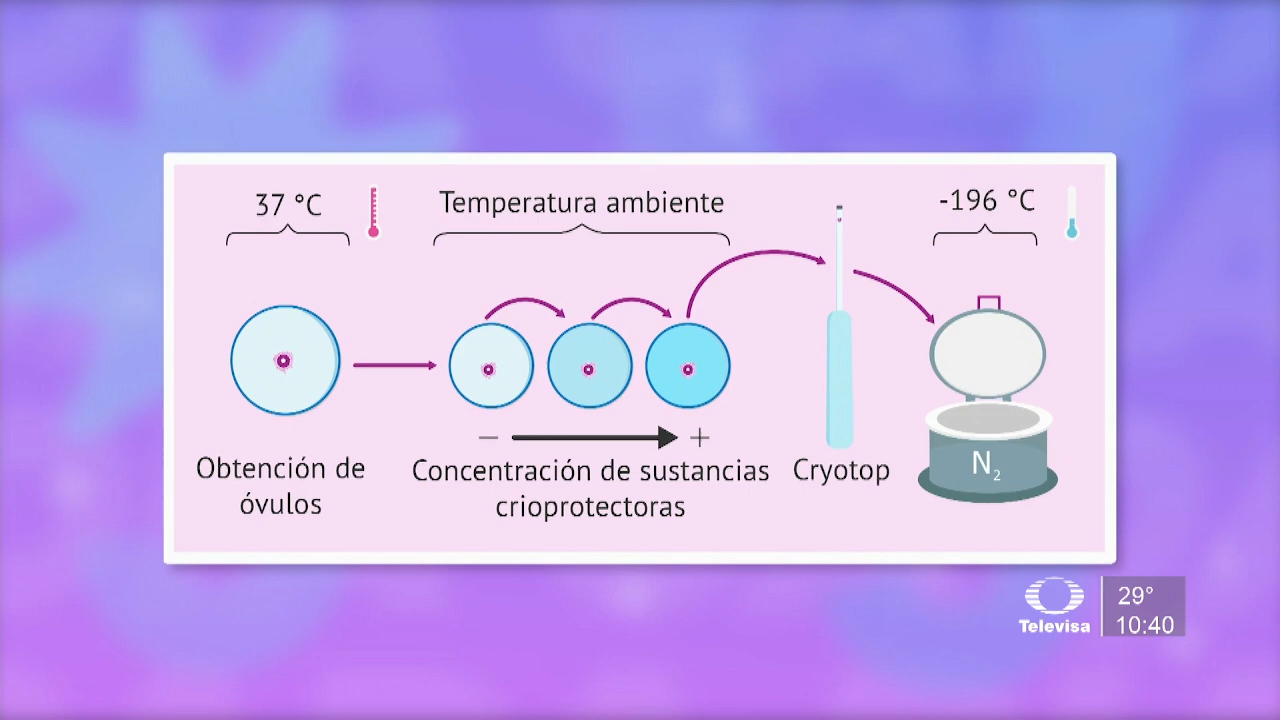 37 °C
Temperatura ambiente
-196 °C
− +
Obtención de
óvulos
Concentración de sustancias
crioprotectoras
Cryotop
N₂
Televisa
29°
10:40